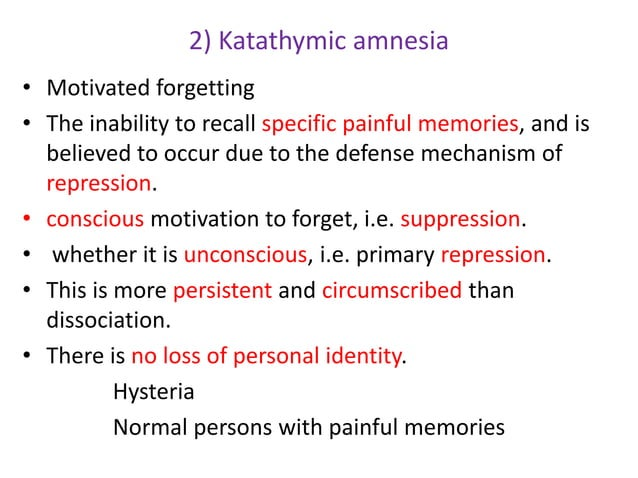 2) Katathymic amnesia
• Motivated forgetting
• The inability to recall specific painful memories, and is
believed to occur due to the defense mechanism of
repression.
• conscious motivation to forget, i.e. suppression.
• whether it is unconscious, i.e. primary repression.
• This is more persistent and circumscribed than
dissociation.
• There is no loss of personal identity.
Hysteria
Normal persons with painful memories